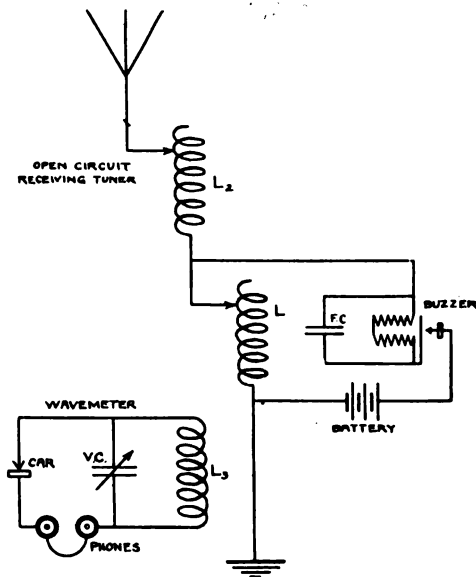 OPEN CIRCUIT
RECEIVING TUNER
L2
L
F.C
BUZZER
BATTERY
WAVEMETER
CAR
V.C.
L3
PHONES